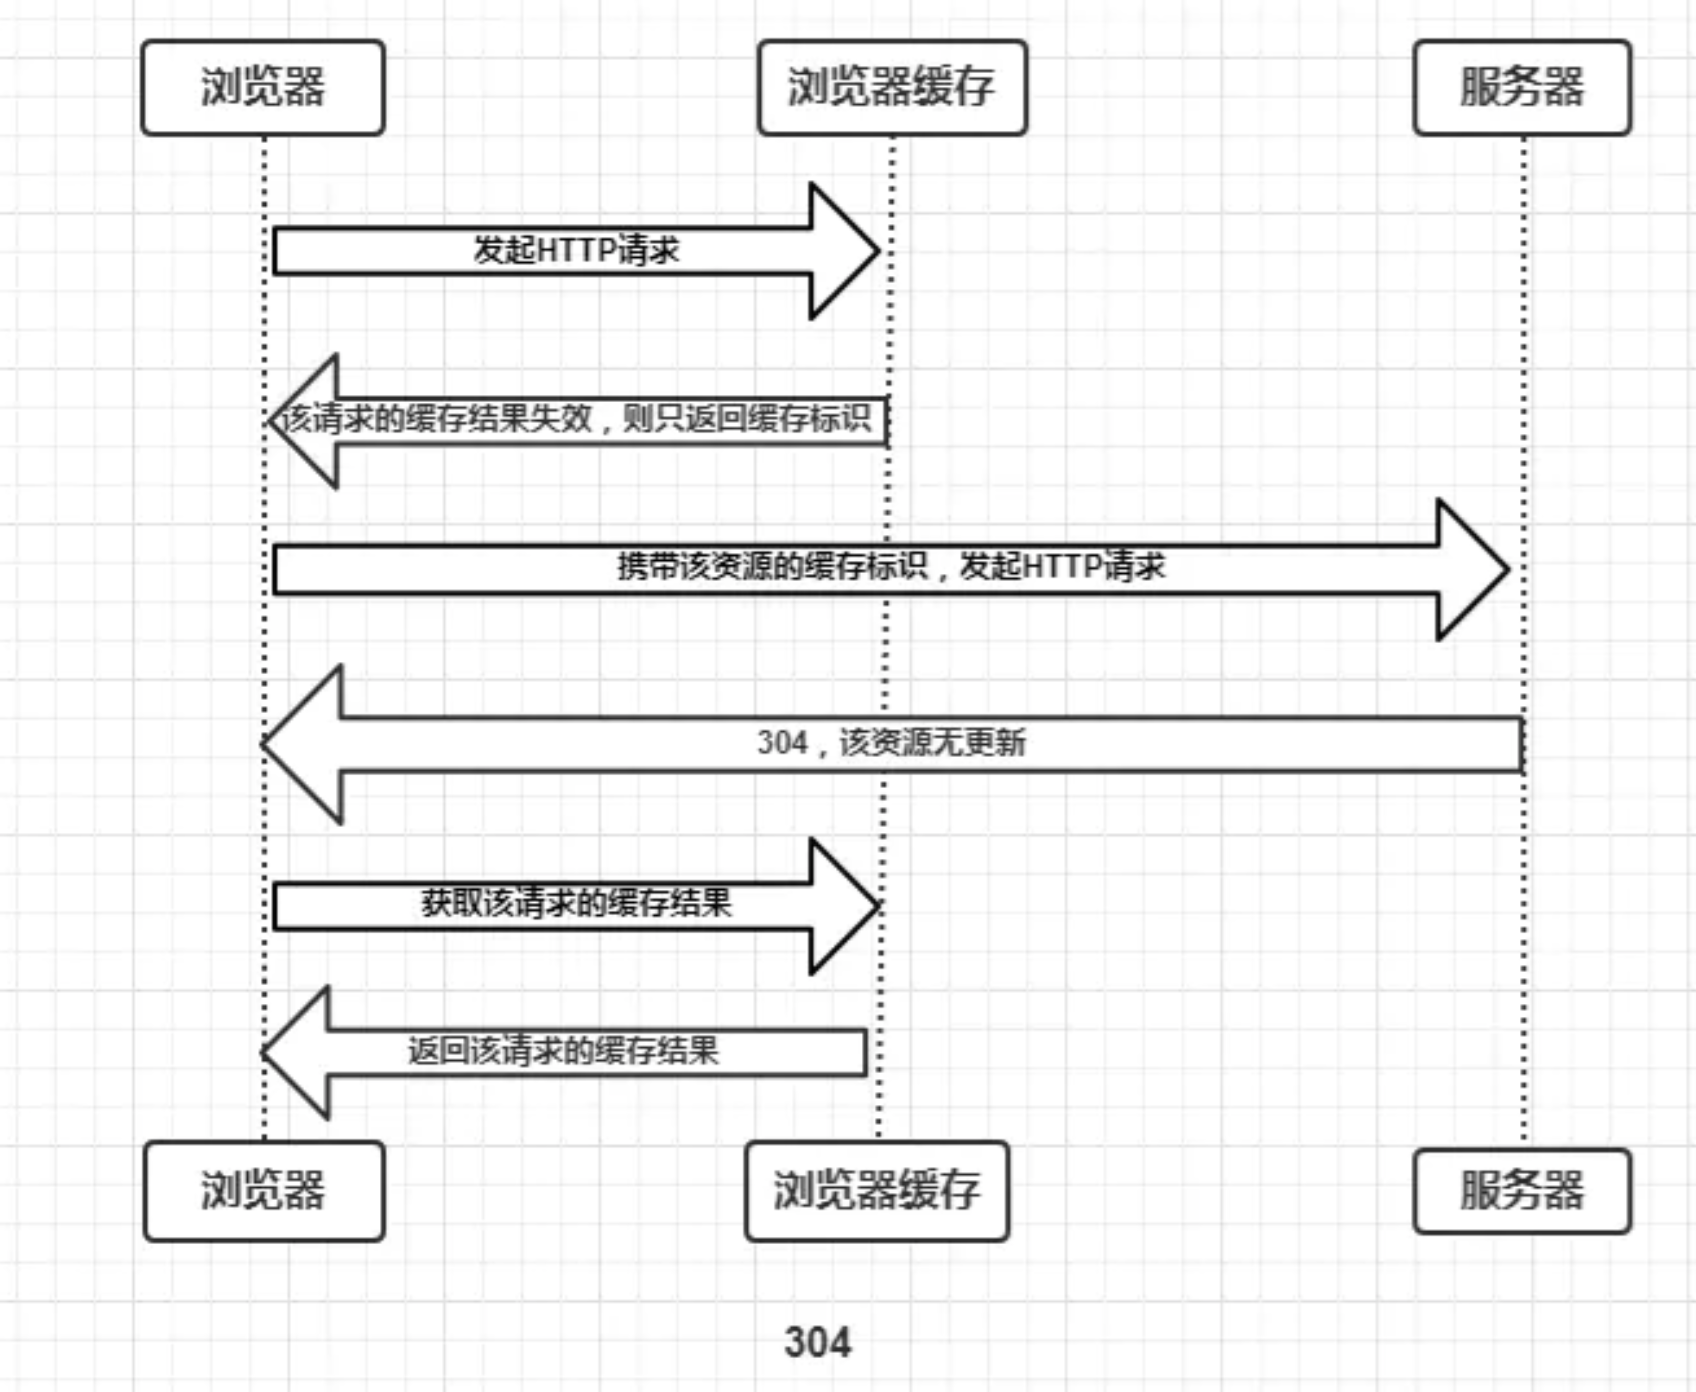 浏览器
浏览器缓存
服务器
发起HTTP请求
该请求的缓存结果失效，则只返回缓存标识
携带该资源的缓存标识，发起HTTP请求
304，该资源无更新
获取该请求的缓存结果
返回该请求的缓存结果
浏览器
浏览器缓存
服务器
304